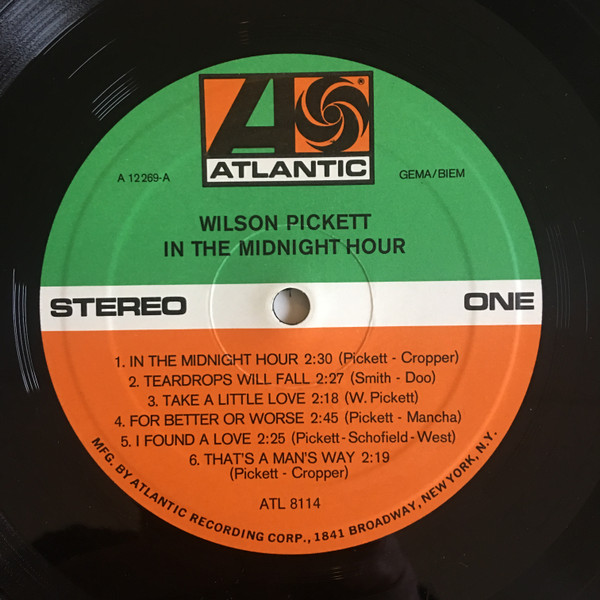 A
®
ATLANTIC
A 12269-A
GEMA/BIEM
WILSON PICKETT
IN THE MIDNIGHT HOUR
STEREO
ONE
1. IN THE MIDNIGHT HOUR 2:30 (Pickett - Cropper)
2. TEARDROPS WILL FALL 2:27 (Smith - Doo)
3. TAKE A LITTLE LOVE 2:18 (W. Pickett)
4. FOR BETTER OR WORSE 2:45 (Pickett - Mancha)
5. I FOUND A LOVE 2:25 (Pickett-Schofield-West)
6. THAT'S A MAN'S WAY 2:19
(Pickett - Cropper)
ATL 8114
MFG. BY ATLANTIC RECORDING CORP., 1841 BROADWAY, NEW YORK, N.Y.